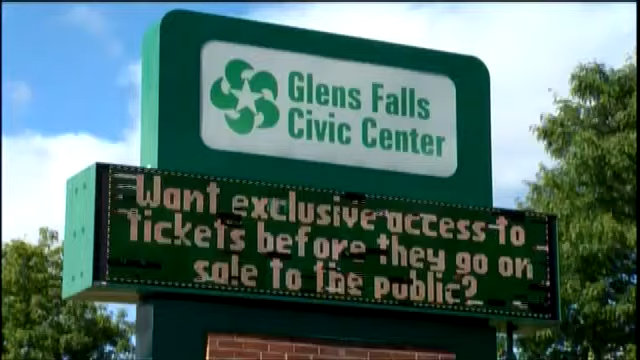 Glens Falls
Civic Center
Want exclusive access to
tickets before they go on
sale to the public?